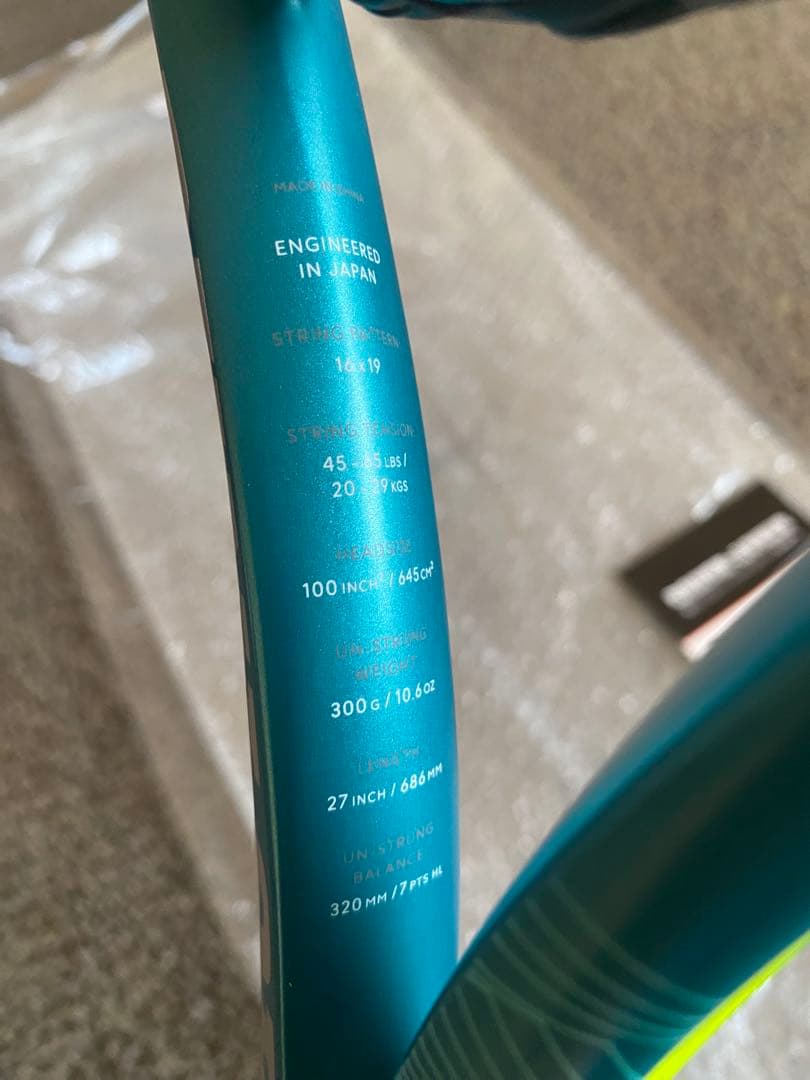 MADE IN CHINA
ENGINEERED
IN JAPAN
STRING PATTERN
16x19
STRING TENSION
45 - 65 LBS /
20 - 29 KGS
HEADSIZE
100 INCH² / 645 CM²
UN-STRUNG
WEIGHT
300 G / 10.6 OZ
LENGTH
27 INCH / 686 MM
UN-STRUNG
BALANCE
320 MM / 7 PTS HL